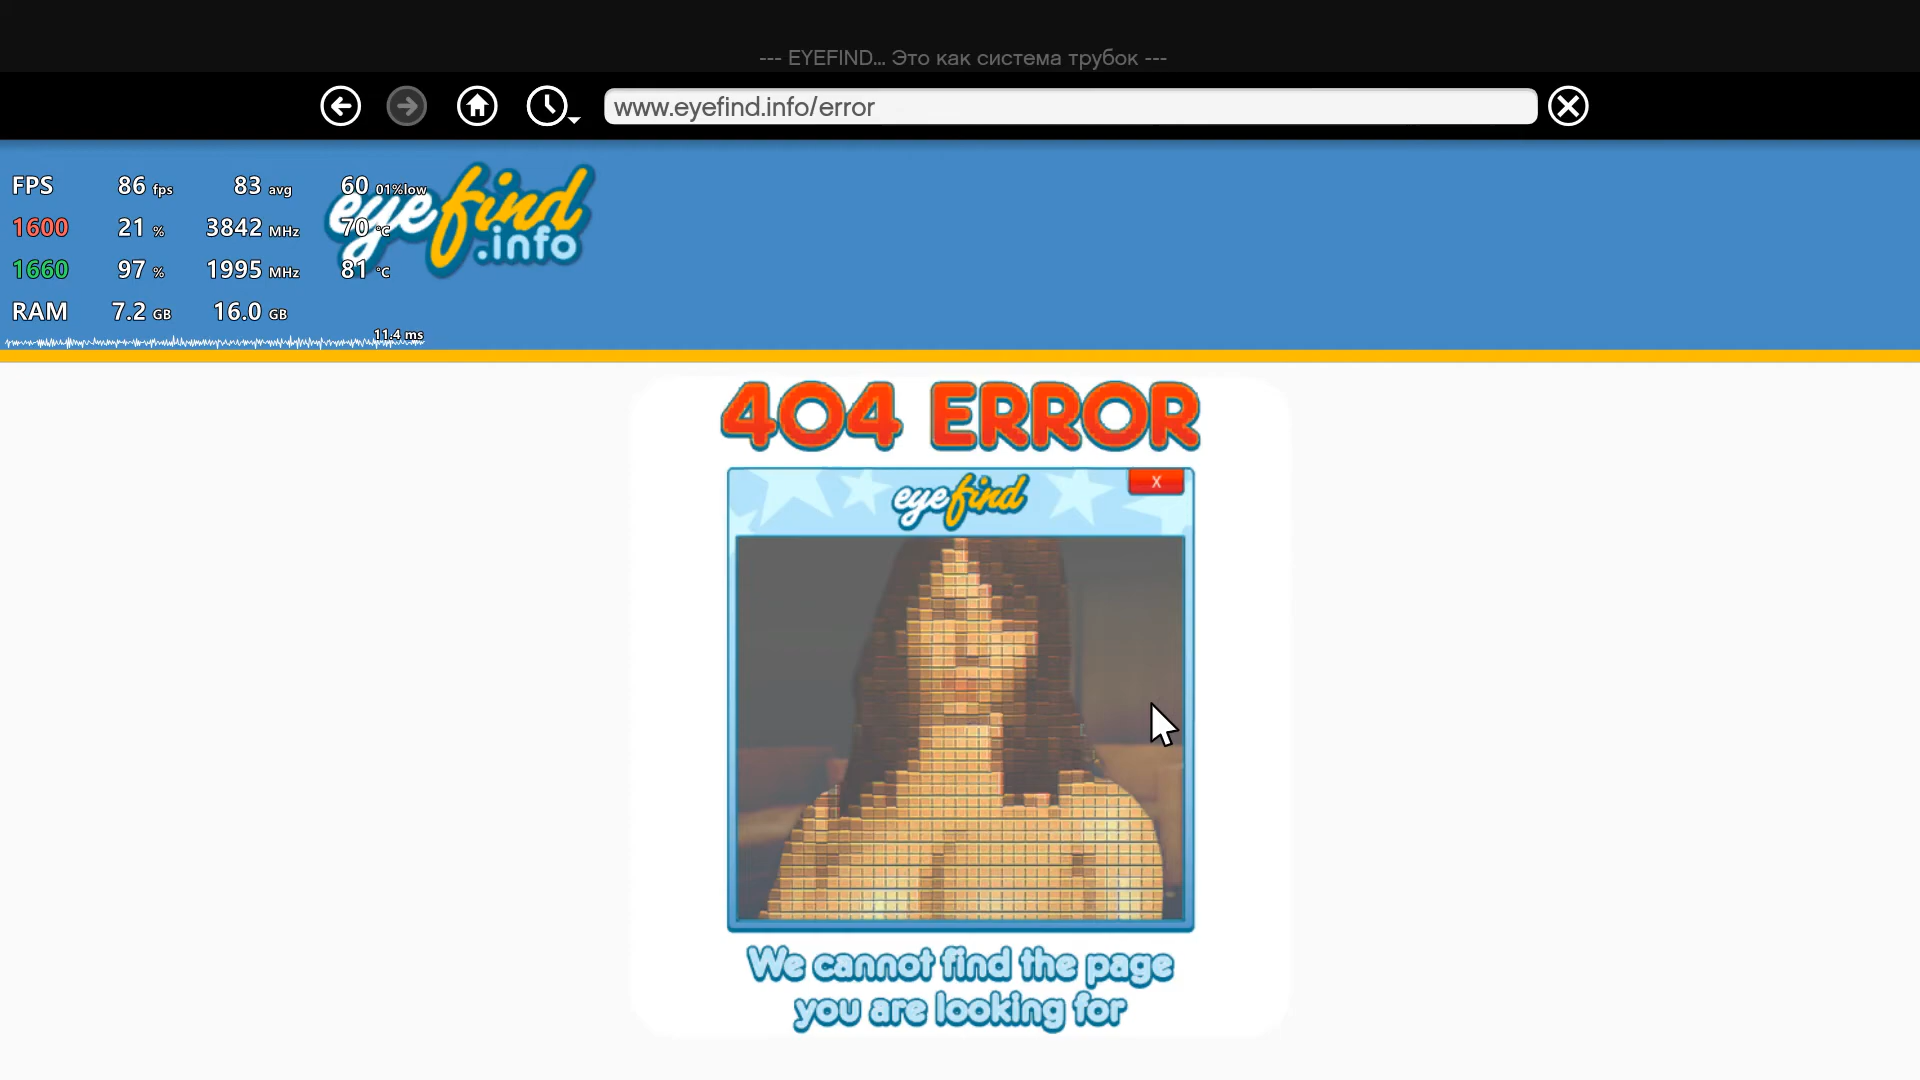 --- EYEFIND... Это как система трубок ---
www.eyefind.info/error
eyefind
.info
FPS 86 fps 83 avg 60 01%low
1600 21 % 3842 MHz 70 °C
1660 97 % 1995 MHz 81 °C
RAM 7.2 GB 16.0 GB
11.4 ms
404 ERROR
eyefind
X
We cannot find the page
you are looking for